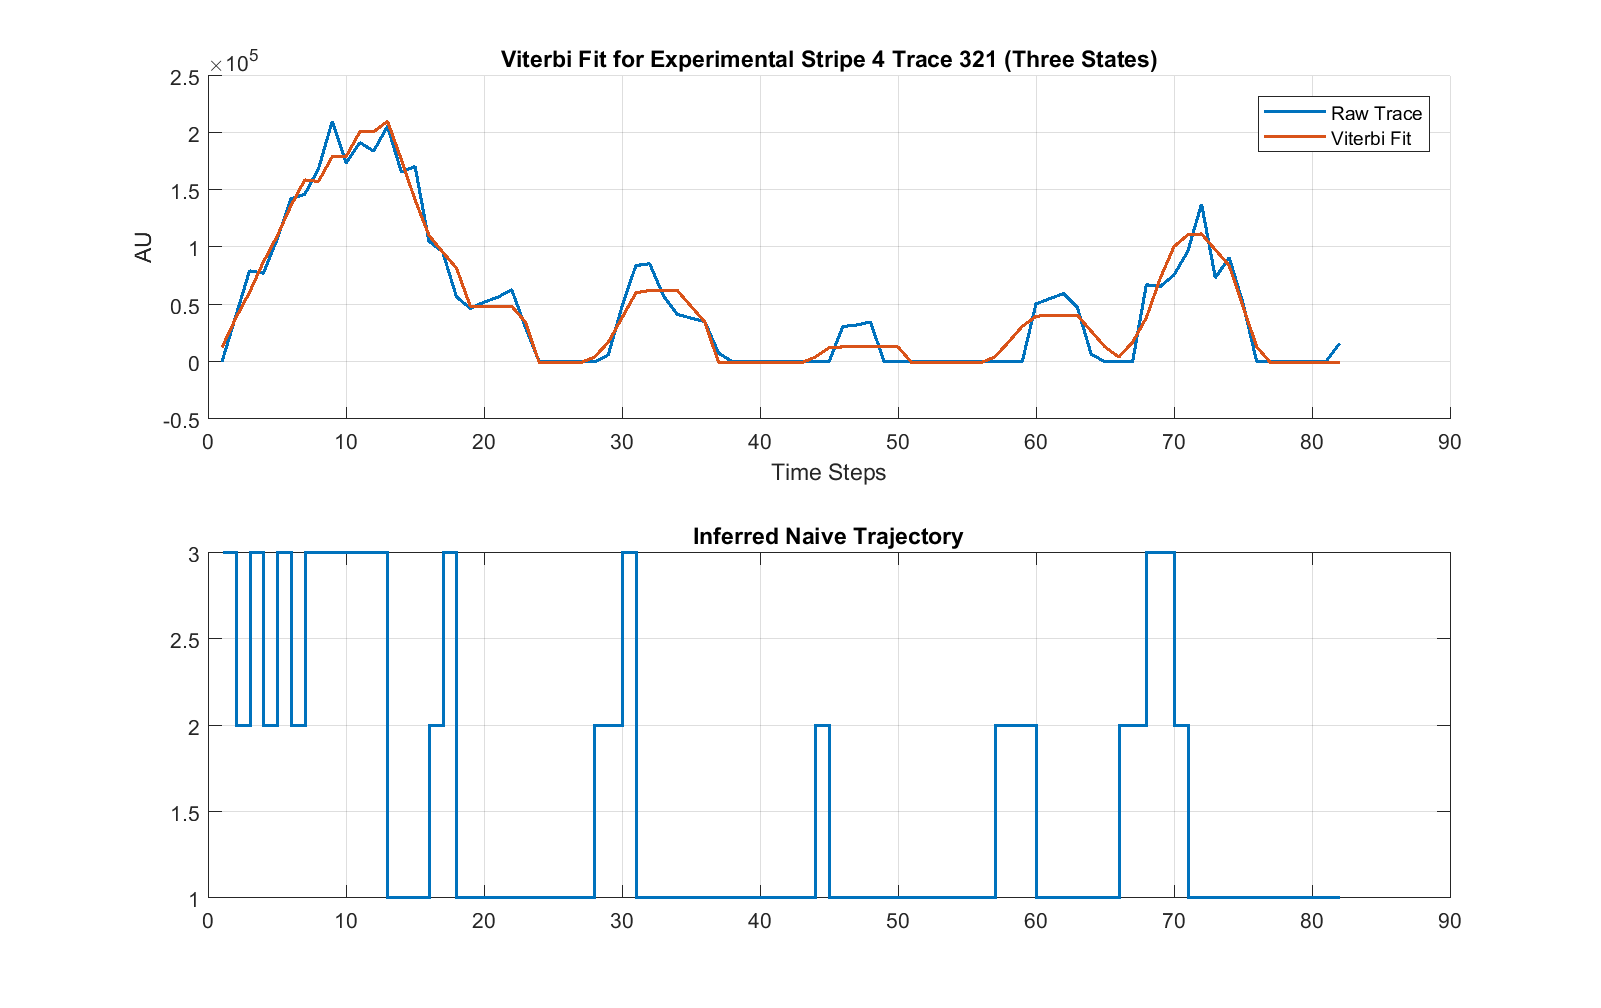 Viterbi Fit for Experimental Stripe 4 Trace 321 (Three States)
×10⁵
2.5
2
1.5
1
0.5
0
-0.5
AU
Raw Trace
Viterbi Fit
0 10 20 30 40 50 60 70 80 90
Time Steps
Inferred Naive Trajectory
3
2.5
2
1.5
1
0 10 20 30 40 50 60 70 80 90